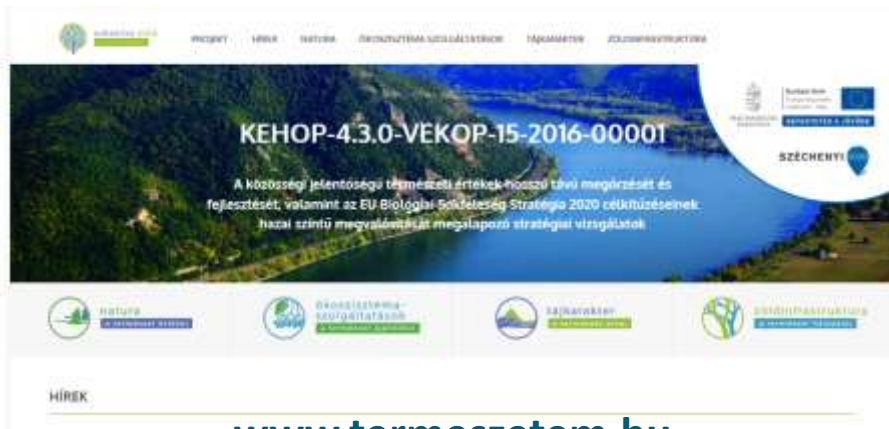 PROJEKT HÍREK NATURA ÖKOSZISZTÉMA SZOLGÁLTATÁSOK TÁJKARAKTER ZÖLDINFRASTRUKTÚRA
KEHOP-4.3.0-VEKOP-15-2016-00001
A közösségi jelentőségű természeti értékek hosszú távú megőrzését és
fejlesztését, valamint az EU Biológiai Sokféleség Stratégia 2020 célkitűzéseinek
hazai szintű megvalósítását megalapozó stratégiai vizsgálatok
BEFEKTETÉS A JÖVŐBE
SZÉCHENYI
natura
ökoszisztéma-
szolgáltatások
tájkarakter
zöldinfrastruktúra
HÍREK
www.termeszetem.hu